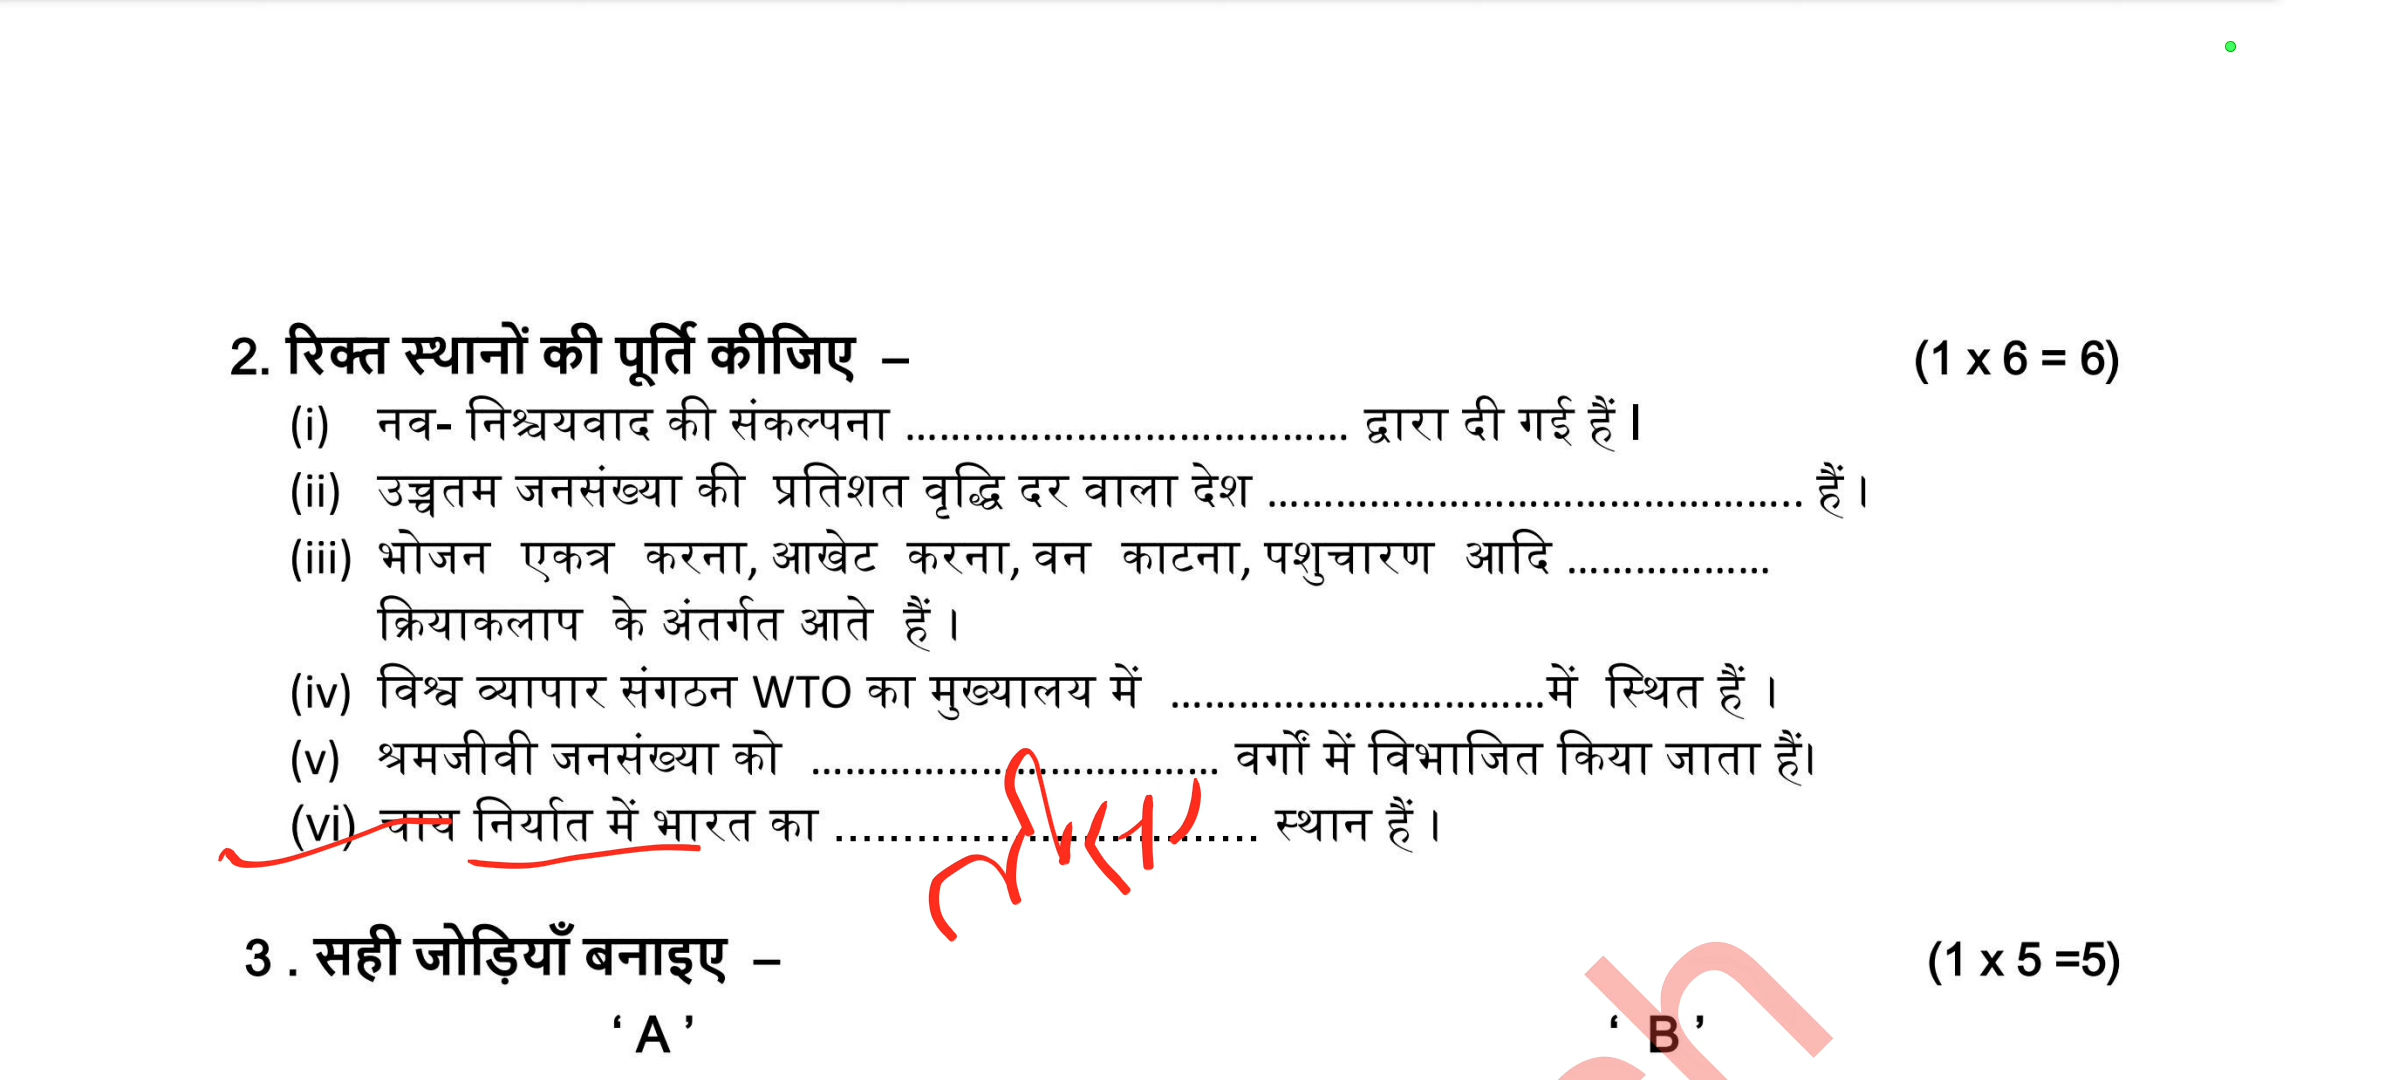 2. रिक्त स्थानों की पूर्ति कीजिए – (1 x 6 = 6)
(i) नव- निश्चयवाद की संकल्पना ....................................... द्वारा दी गई हैं I
(ii) उच्चतम जनसंख्या की प्रतिशत वृद्धि दर वाला देश ............................................... हैं ।
(iii) भोजन एकत्र करना, आखेट करना, वन काटना, पशुचारण आदि ..................
क्रियाकलाप के अंतर्गत आते हैं ।
(iv) विश्व व्यापार संगठन WTO का मुख्यालय में .................................में स्थित हैं ।
(v) श्रमजीवी जनसंख्या को .................................... वर्गों में विभाजित किया जाता हैं।
(vi) चाय निर्यात में भारत का ................................ स्थान हैं ।
3 . सही जोड़ियाँ बनाइए – (1 x 5 =5)
‘ A ’ ‘ B ’